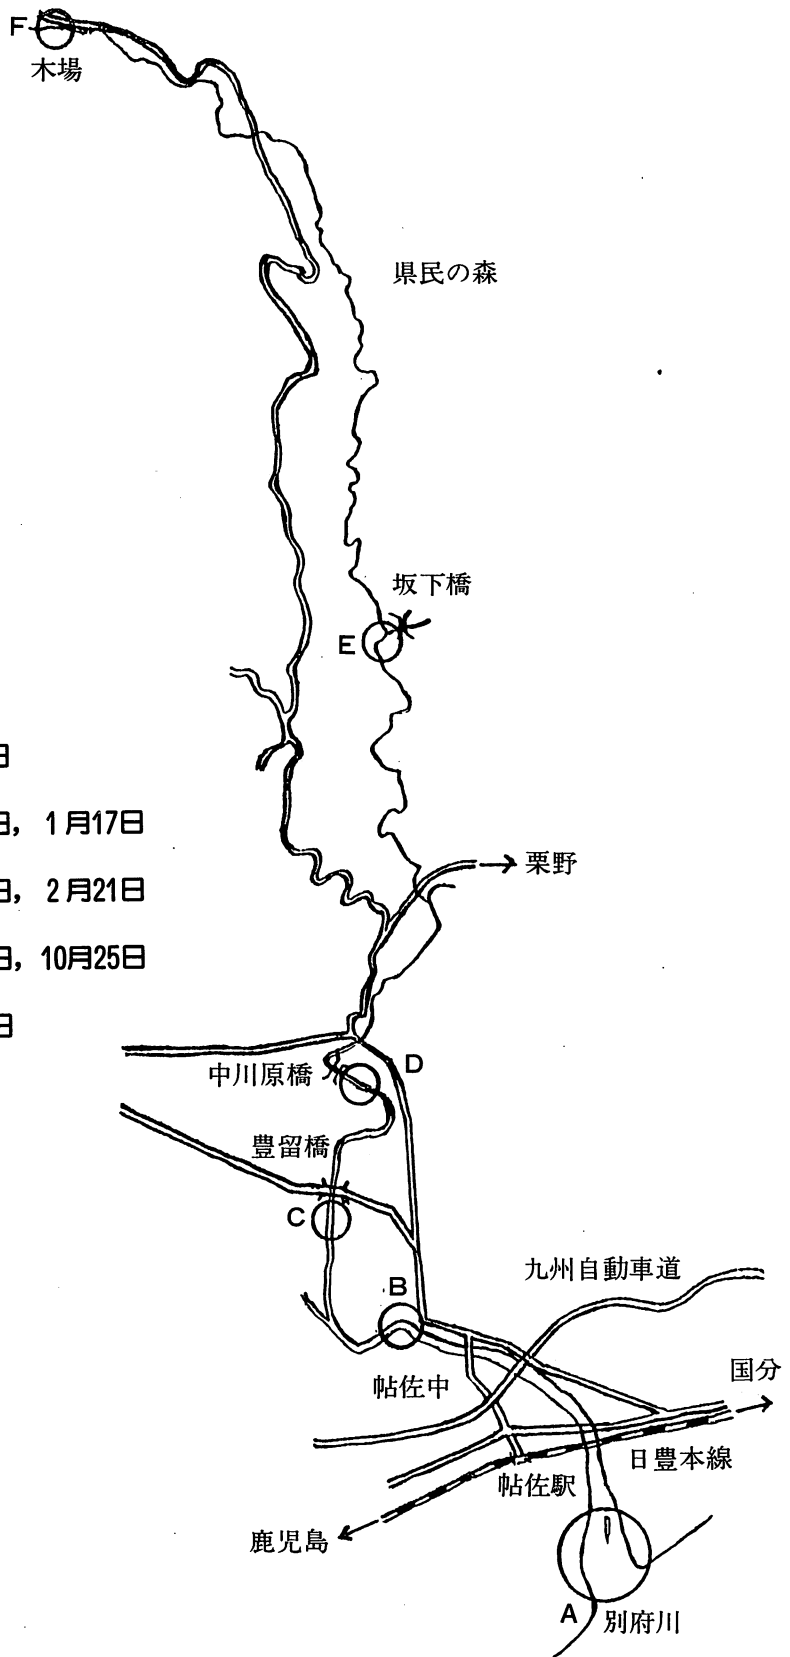 F
木場
県民の森
坂下橋
E
日
日，1月17日
栗野
日，2月21日
日，10月25日
日
中川原橋
D
豊留橋
C
九州自動車道
B
国分
帖佐中
日豊本線
帖佐駅
鹿児島
A
別府川